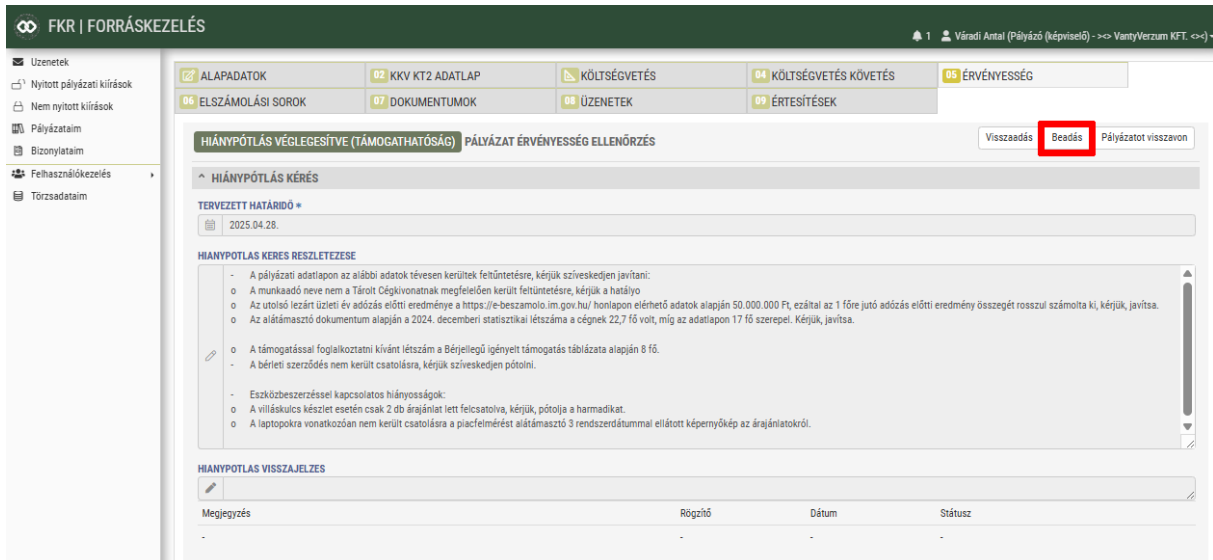 FKR | FORRÁSKEZELÉS
1 Váradi Antal (Pályázó (képviselő) - ><> VantyVerzum KFT. <><)
Üzenetek
Nyitott pályázati kiírások
Nem nyitott kiírások
Pályázataim
Bizonylataim
Felhasználókezelés
Törzsadataim
ALAPADATOK
02 KKV KT2 ADATLAP
KÖLTSÉGVETÉS
04 KÖLTSÉGVETÉS KÖVETÉS
05 ÉRVÉNYESSÉG
06 ELSZÁMOLÁSI SOROK
07 DOKUMENTUMOK
08 ÜZENETEK
09 ÉRTESÍTÉSEK
HIÁNYPÓTLÁS VÉGLEGESÍTVE (TÁMOGATHATÓSÁG) PÁLYÁZAT ÉRVÉNYESSÉG ELLENŐRZÉS
Visszaadás Beadás Pályázatot visszavon
^ HIÁNYPÓTLÁS KÉRÉS
TERVEZETT HATÁRIDŐ *
2025.04.28.
HIANYPOTLAS KERES RESZLETEZESE
- A pályázati adatlapon az alábbi adatok tévesen kerültek feltűntetésre, kérjük szíveskedjen javítani:
o A munkaadó neve nem a Tárolt Cégkivonatnak megfelelően került feltüntetésre, kérjük a hatályo
o Az utolsó lezárt üzleti év adózás előtti eredménye a https://e-beszamolo.im.gov.hu/ honlapon elérhető adatok alapján 50.000.000 Ft, ezáltal az 1 főre jutó adózás előtti eredmény összegét rosszul számolta ki, kérjük, javítsa.
o Az alátámasztó dokumentum alapján a 2024. decemberi statisztikai létszáma a cégnek 22,7 fő volt, míg az adatlapon 17 fő szerepel. Kérjük, javítsa.
o A támogatással foglalkoztatni kívánt létszám a Bérjellegű igényelt támogatás táblázata alapján 8 fő.
- A bérleti szerződés nem került csatolásra, kérjük szíveskedjen pótolni.
- Eszközbeszerzéssel kapcsolatos hiányosságok:
o A villáskulcs készlet esetén csak 2 db árajánlat lett felcsatolva, kérjük, pótolja a harmadikat.
o A laptopokra vonatkozóan nem került csatolásra a piacfelmérést alátámasztó 3 rendszerdátummal ellátott képernyőkép az árajánlatokról.
HIANYPOTLAS VISSZAJELZES
Megjegyzés Rögzítő Dátum Státusz
- - - -